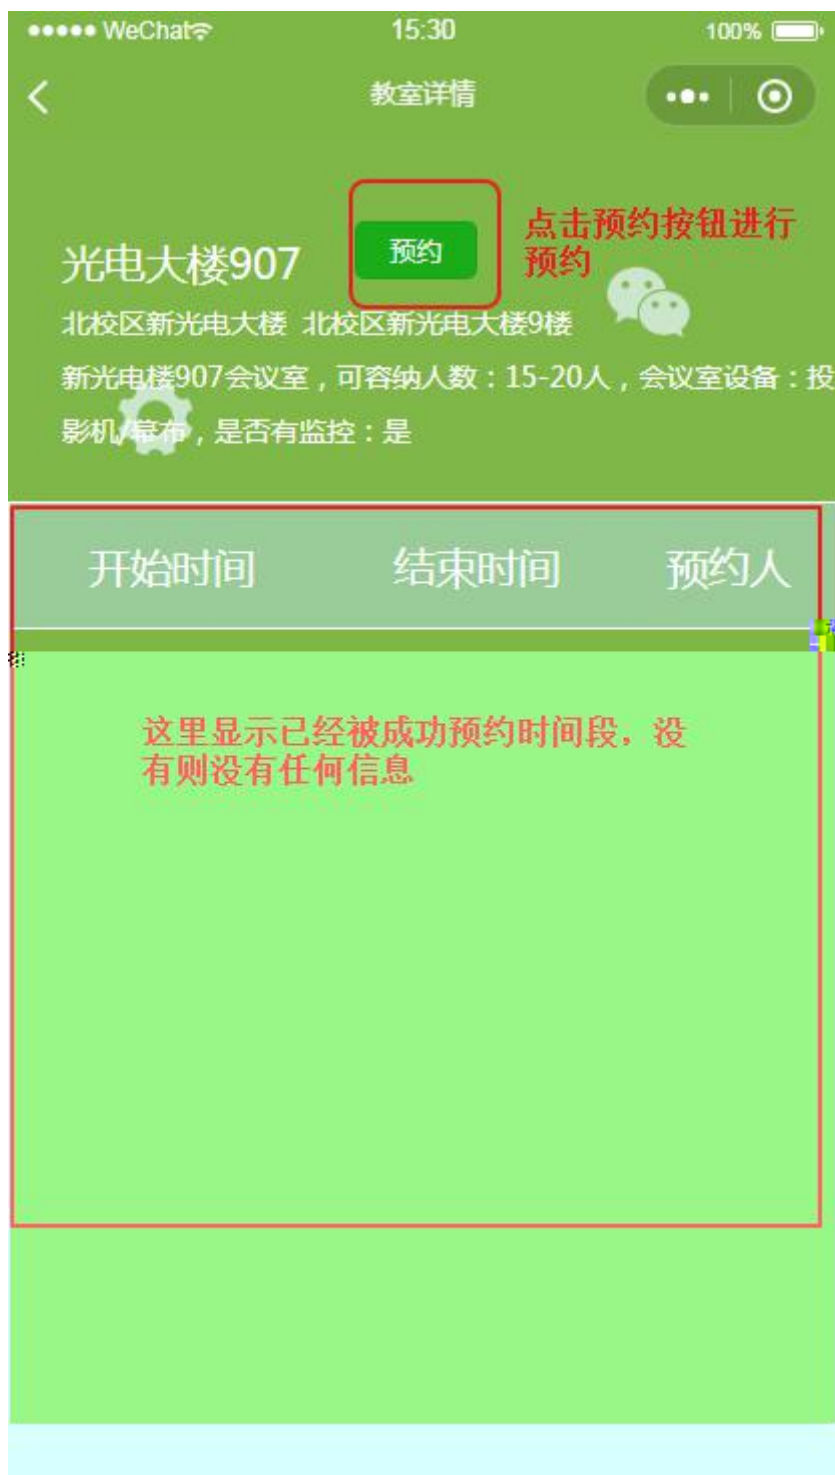 WeChat 15:30 100%
教室详情
点击预约按钮进行
预约
光电大楼907 预约
北校区新光电大楼 北校区新光电大楼9楼
新光电楼907会议室，可容纳人数：15-20人，会议室设备：投
影机/幕布，是否有监控：是
开始时间 结束时间 预约人
这里显示已经被成功预约时间段，没
有则没有任何信息